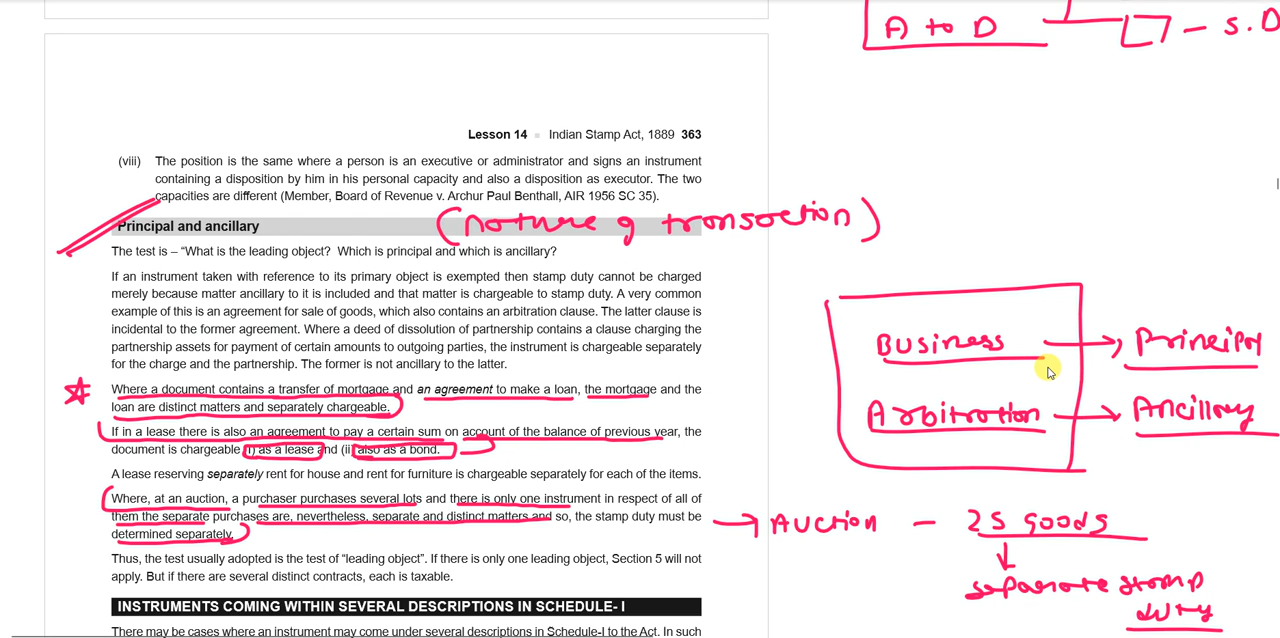 A to D
— S.D
Lesson 14 ▪ Indian Stamp Act, 1889 363
(viii) The position is the same where a person is an executive or administrator and signs an instrument
containing a disposition by him in his personal capacity and also a disposition as executor. The two
capacities are different (Member, Board of Revenue v. Archur Paul Benthall, AIR 1956 SC 35).
(nature of transaction)
Principal and ancillary
The test is – “What is the leading object? Which is principal and which is ancillary?
If an instrument taken with reference to its primary object is exempted then stamp duty cannot be charged
merely because matter ancillary to it is included and that matter is chargeable to stamp duty. A very common
example of this is an agreement for sale of goods, which also contains an arbitration clause. The latter clause is
incidental to the former agreement. Where a deed of dissolution of partnership contains a clause charging the
partnership assets for payment of certain amounts to outgoing parties, the instrument is chargeable separately
for the charge and the partnership. The former is not ancillary to the latter.
Where a document contains a transfer of mortgage and an agreement to make a loan, the mortgage and the
loan are distinct matters and separately chargeable.
If in a lease there is also an agreement to pay a certain sum on account of the balance of previous year, the
document is chargeable (i) as a lease and (ii) also as a bond.
A lease reserving separately rent for house and rent for furniture is chargeable separately for each of the items.
Where, at an auction, a purchaser purchases several lots and there is only one instrument in respect of all of
them the separate purchases are, nevertheless, separate and distinct matters and so, the stamp duty must be
determined separately.
Thus, the test usually adopted is the test of “leading object”. If there is only one leading object, Section 5 will not
apply. But if there are several distinct contracts, each is taxable.
INSTRUMENTS COMING WITHIN SEVERAL DESCRIPTIONS IN SCHEDULE- I
There may be cases where an instrument may come under several descriptions in Schedule-I to the Act. In such
Business → Principal
Arbitration → Ancillary
→ Auction — 25 goods
↓
separate stamp
duty